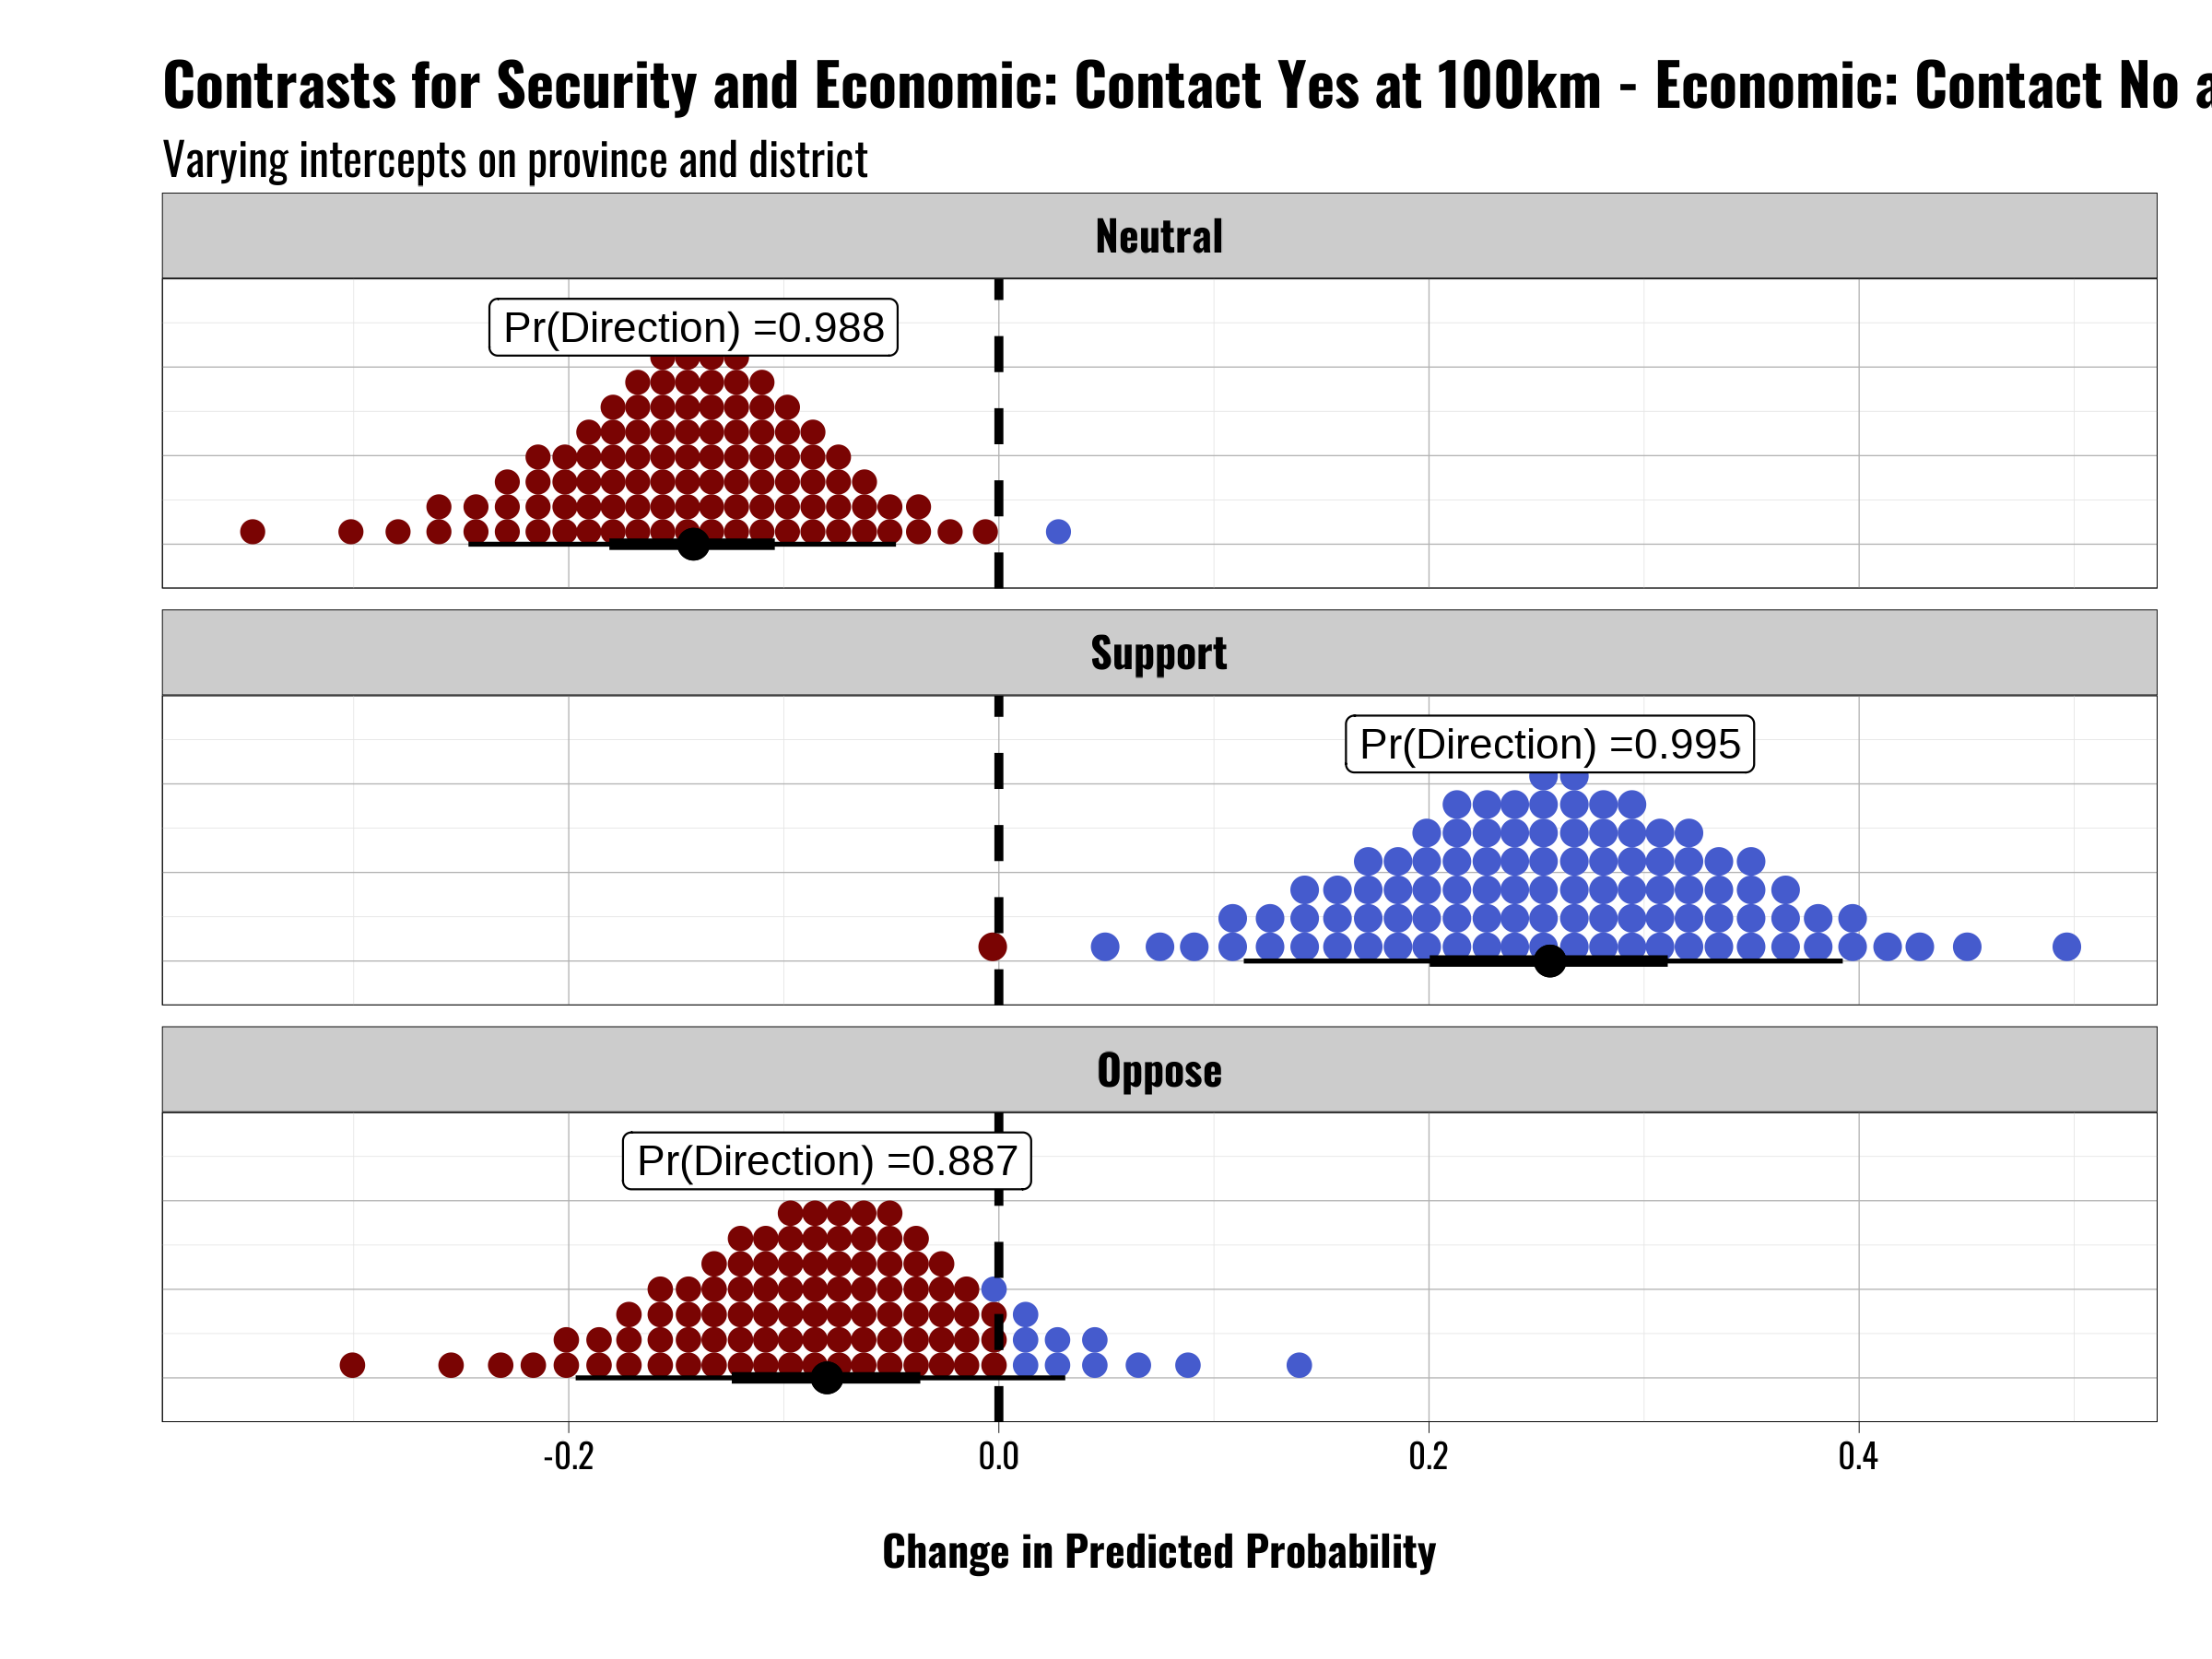 Contrasts for Security and Economic: Contact Yes at 100km - Economic: Contact No a
Varying intercepts on province and district
Neutral
Pr(Direction) =0.988
Support
Pr(Direction) =0.995
Oppose
Pr(Direction) =0.887
-0.2 0.0 0.2 0.4
Change in Predicted Probability